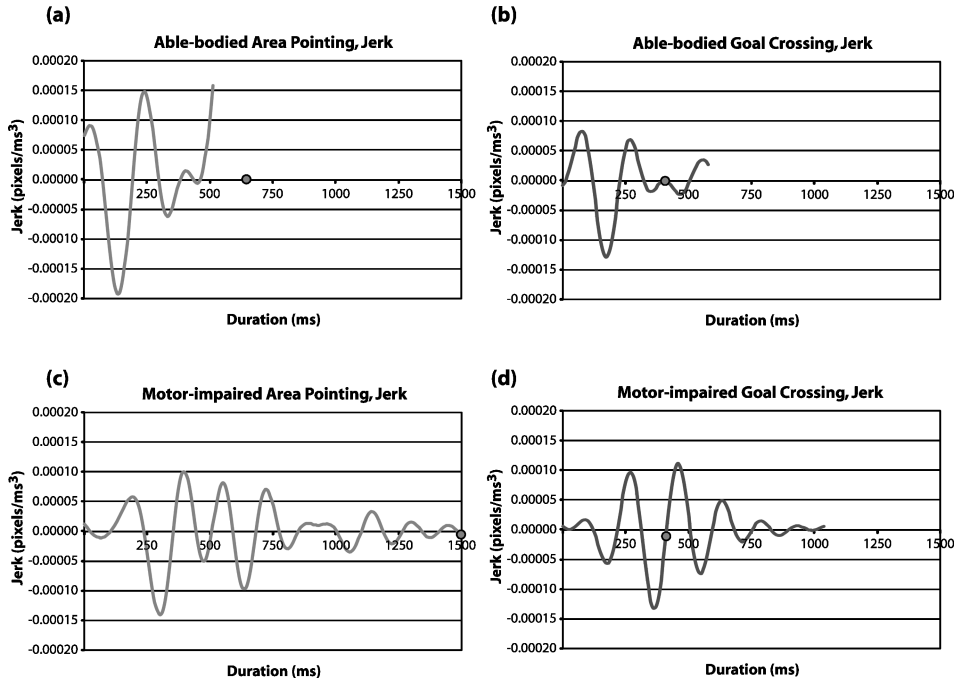 (a)
Able-bodied Area Pointing, Jerk
Jerk (pixels/ms³)
0.00020
0.00015
0.00010
0.00005
0.00000
-0.00005
-0.00010
-0.00015
-0.00020
250 500 750 1000 1250 1500
Duration (ms)
(b)
Able-bodied Goal Crossing, Jerk
Jerk (pixels/ms³)
0.00020
0.00015
0.00010
0.00005
0.00000
-0.00005
-0.00010
-0.00015
-0.00020
250 500 750 1000 1250 1500
Duration (ms)
(c)
Motor-impaired Area Pointing, Jerk
Jerk (pixels/ms³)
0.00020
0.00015
0.00010
0.00005
0.00000
-0.00005
-0.00010
-0.00015
-0.00020
250 500 750 1000 1250 1500
Duration (ms)
(d)
Motor-impaired Goal Crossing, Jerk
Jerk (pixels/ms³)
0.00020
0.00015
0.00010
0.00005
0.00000
-0.00005
-0.00010
-0.00015
-0.00020
250 500 750 1000 1250 1500
Duration (ms)